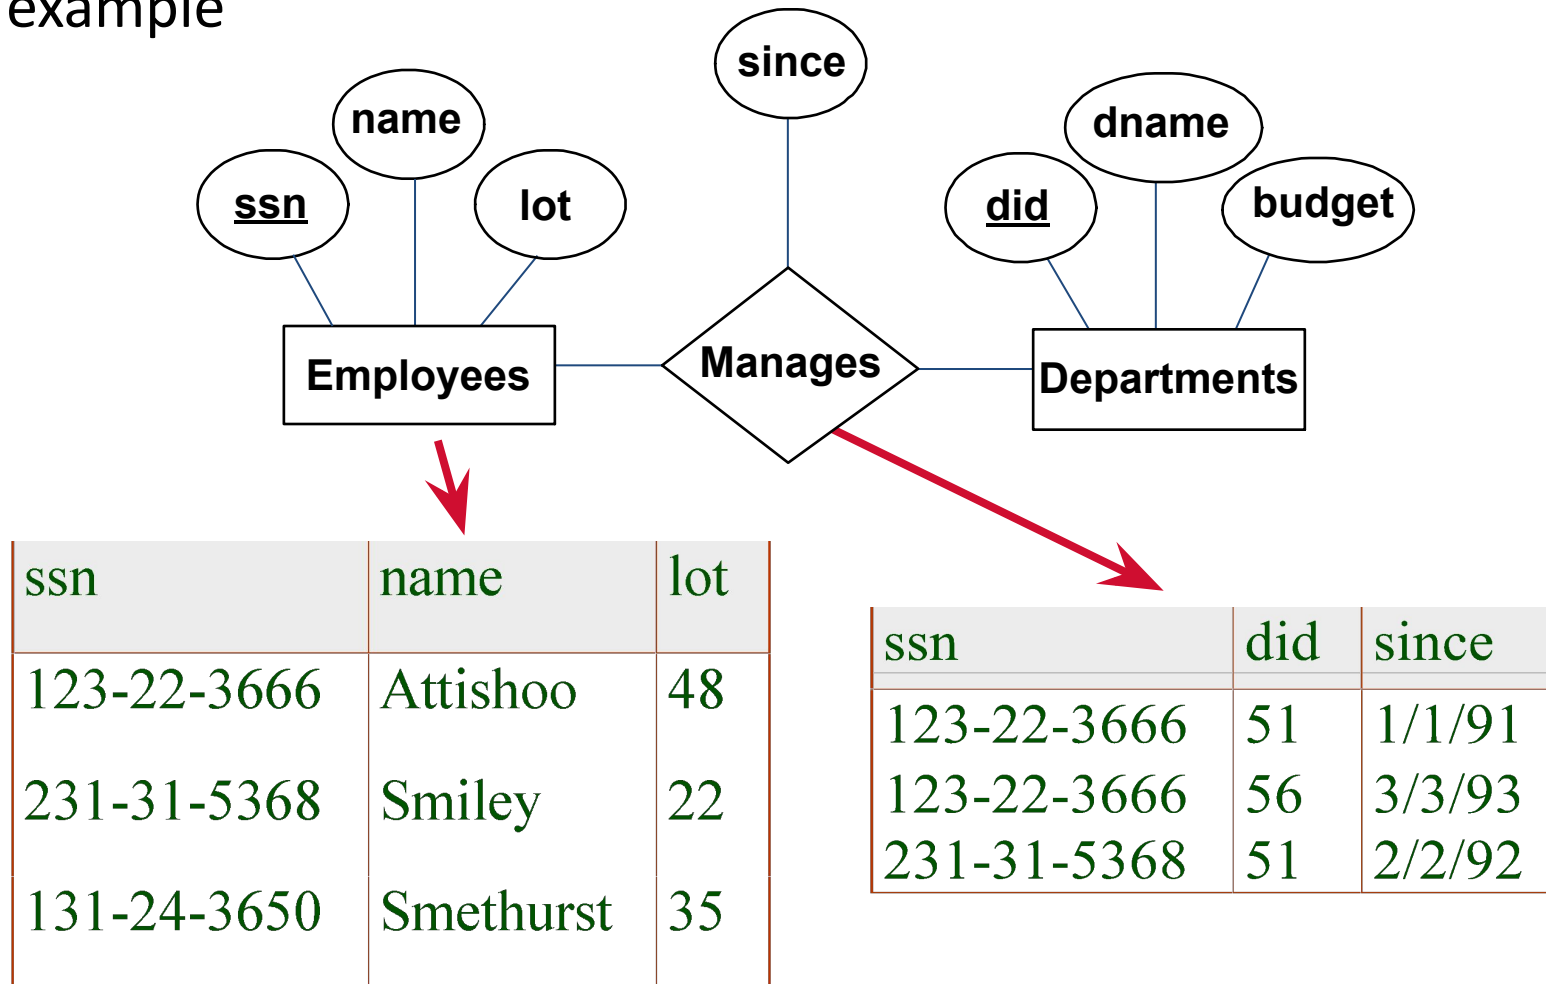 example
since
name
dname
ssn
lot
did
budget
Employees
Manages
Departments
ssn name lot
123-22-3666 Attishoo 48
231-31-5368 Smiley 22
131-24-3650 Smethurst 35
ssn did since
123-22-3666 51 1/1/91
123-22-3666 56 3/3/93
231-31-5368 51 2/2/92